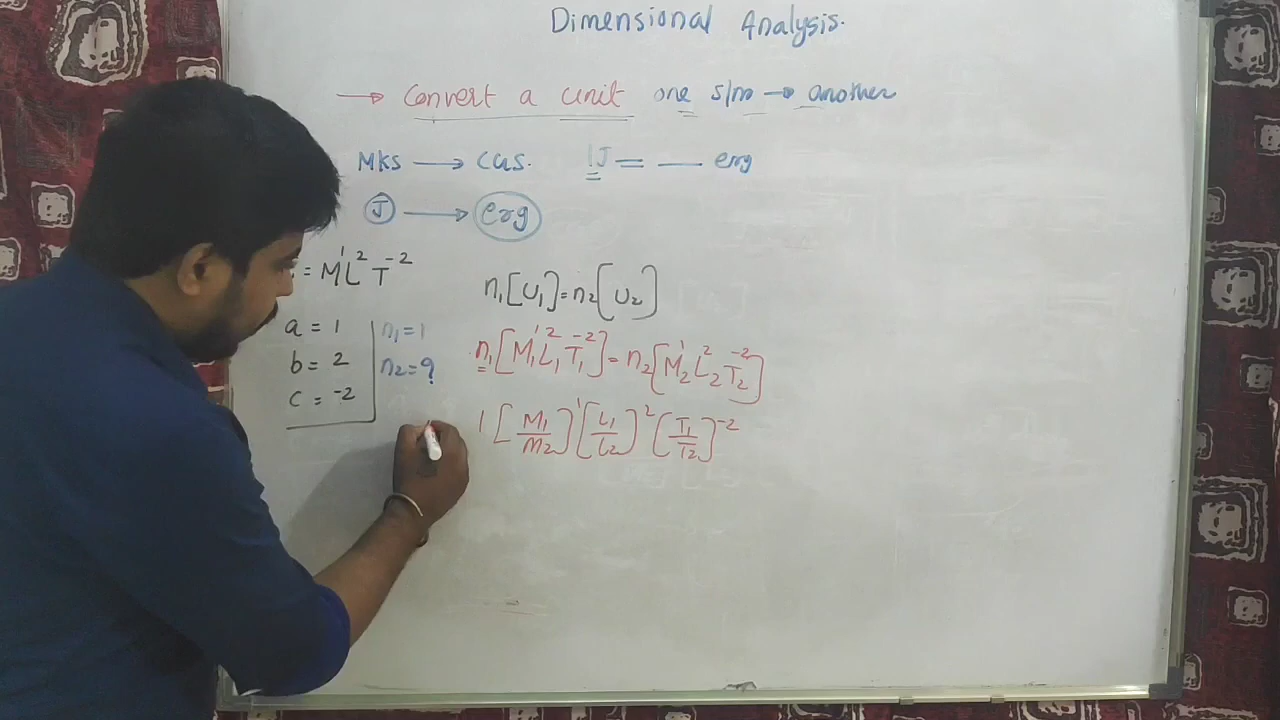 Dimensional Analysis.
→ Convert a unit one s/m → another
MKS → CGS. 1J = __ erg
J → erg
= M¹L²T⁻²
n₁[U₁] = n₂[U₂]
a = 1 n₁=1
b = 2 n₂=?
c = -2
n₁[M₁¹L₁²T₁⁻²] = n₂[M₂¹L₂²T₂⁻²]
1 [M₁/M₂]¹ [L₁/L₂]² [T₁/T₂]⁻²